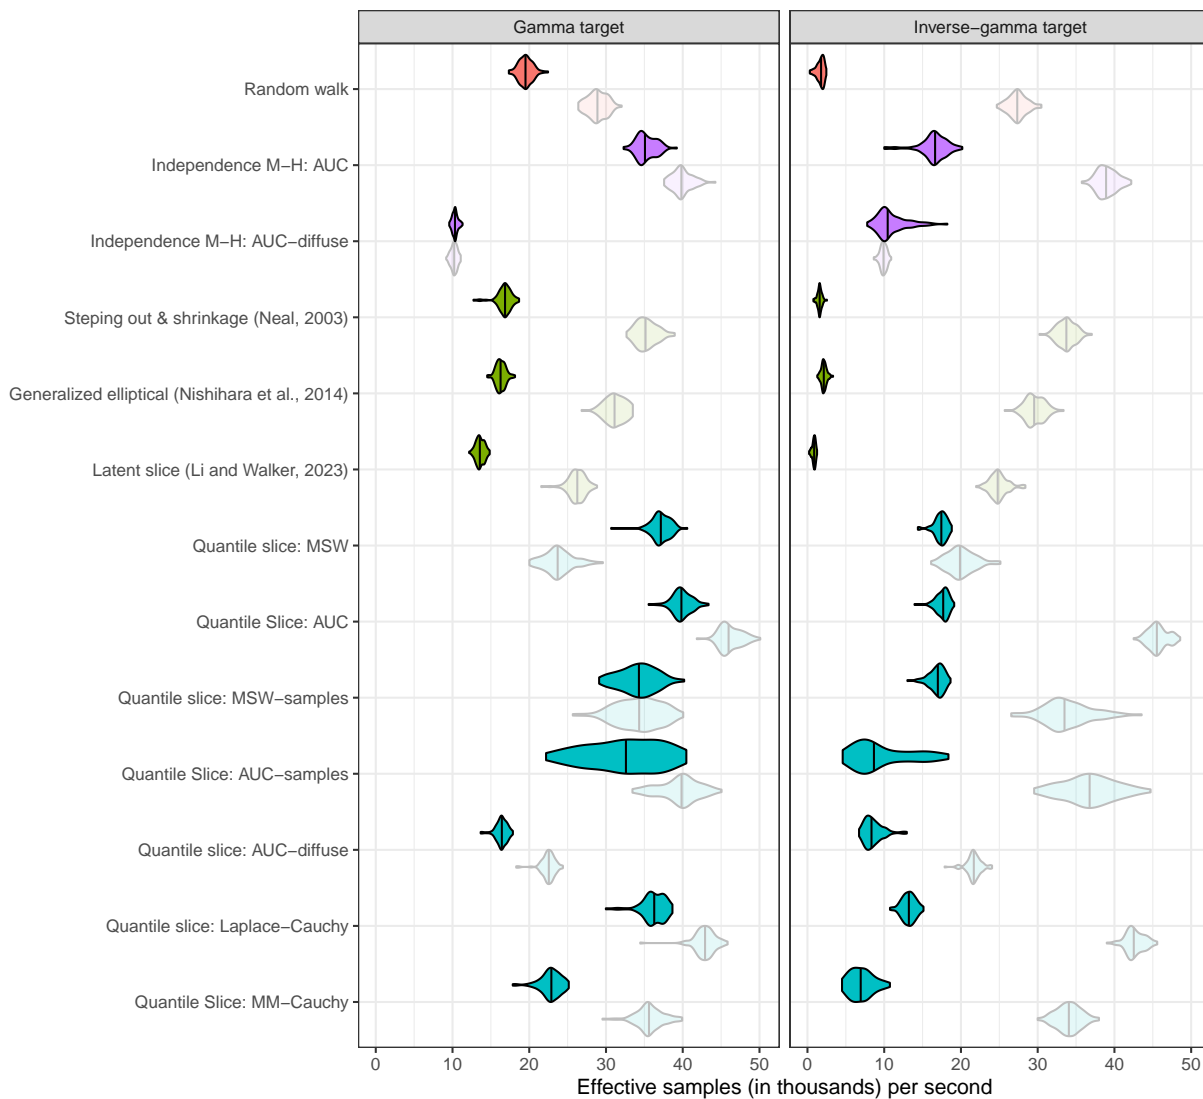 Gamma target
Inverse−gamma target
Random walk
Independence M−H: AUC
Independence M−H: AUC−diffuse
Steping out & shrinkage (Neal, 2003)
Generalized elliptical (Nishihara et al., 2014)
Latent slice (Li and Walker, 2023)
Quantile slice: MSW
Quantile Slice: AUC
Quantile slice: MSW−samples
Quantile Slice: AUC−samples
Quantile slice: AUC−diffuse
Quantile slice: Laplace−Cauchy
Quantile Slice: MM−Cauchy
0 10 20 30 40 50
0 10 20 30 40 50
Effective samples (in thousands) per second